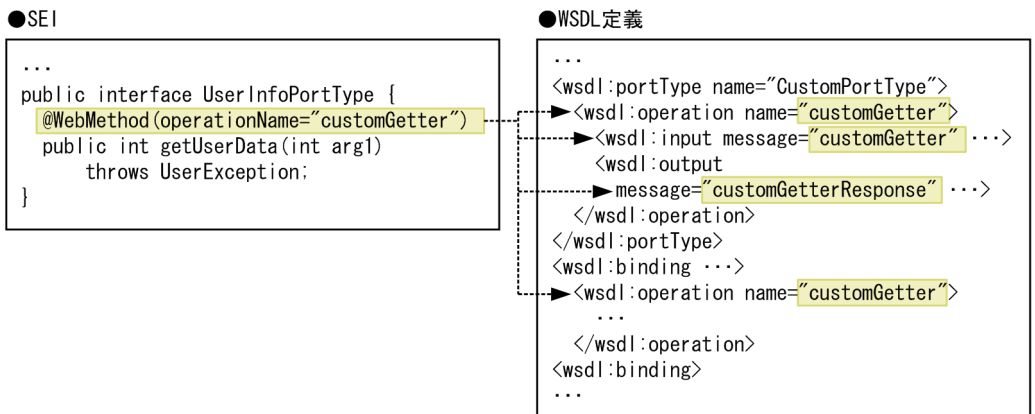 ●SEI
...
public interface UserInfoPortType {
@WebMethod(operationName="customGetter")
public int getUserData(int arg1)
throws UserException;
}
●WSDL定義
...
<wsdl:portType name="CustomPortType">
<wsdl:operation name="customGetter">
<wsdl:input message="customGetter" ...>
<wsdl:output
message="customGetterResponse" ...>
</wsdl:operation>
</wsdl:portType>
<wsdl:binding ...>
<wsdl:operation name="customGetter">
...
</wsdl:operation>
<wsdl:binding>
...